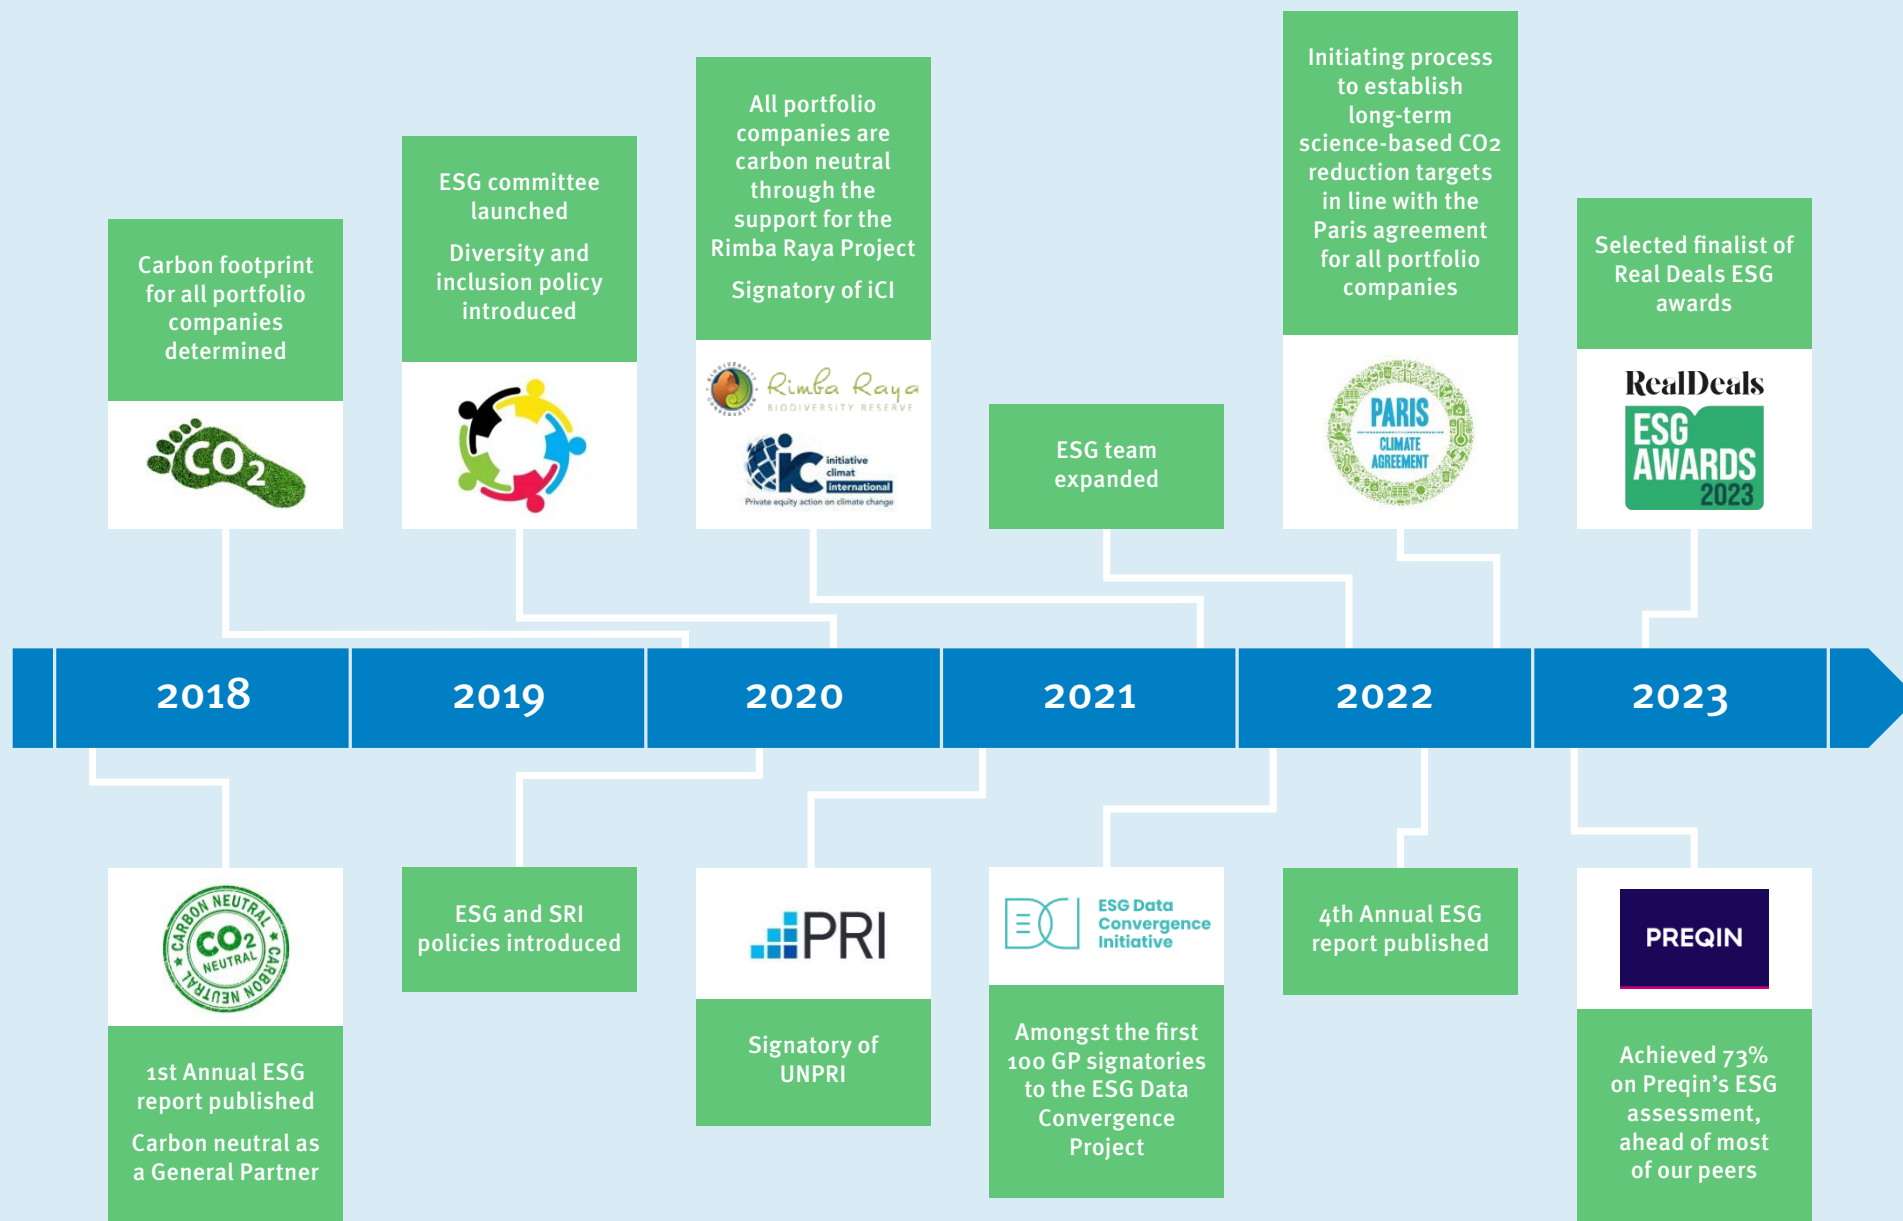 Carbon footprint
for all portfolio
companies
determined
CO2
ESG committee
launched
Diversity and
inclusion policy
introduced
All portfolio
companies are
carbon neutral
through the
support for the
Rimba Raya Project
Signatory of iCI
BIODIVERSITY
CONSERVATION
Rimba Raya
BIODIVERSITY RESERVE
iC
initiative
climat
international
Private equity action on climate change
ESG team
expanded
Initiating process
to establish
long-term
science-based CO2
reduction targets
in line with the
Paris agreement
for all portfolio
companies
PARIS
CLIMATE
AGREEMENT
Selected finalist of
Real Deals ESG
awards
RealDeals
ESG
AWARDS
2023
2018
2019
2020
2021
2022
2023
CARBON NEUTRAL
CARBON NEUTRAL
CO2
NEUTRAL
1st Annual ESG
report published
Carbon neutral as
a General Partner
ESG and SRI
policies introduced
PRI
Signatory of
UNPRI
ESG Data
Convergence
Initiative
Amongst the first
100 GP signatories
to the ESG Data
Convergence
Project
4th Annual ESG
report published
PREQIN
Achieved 73%
on Preqin's ESG
assessment,
ahead of most
of our peers